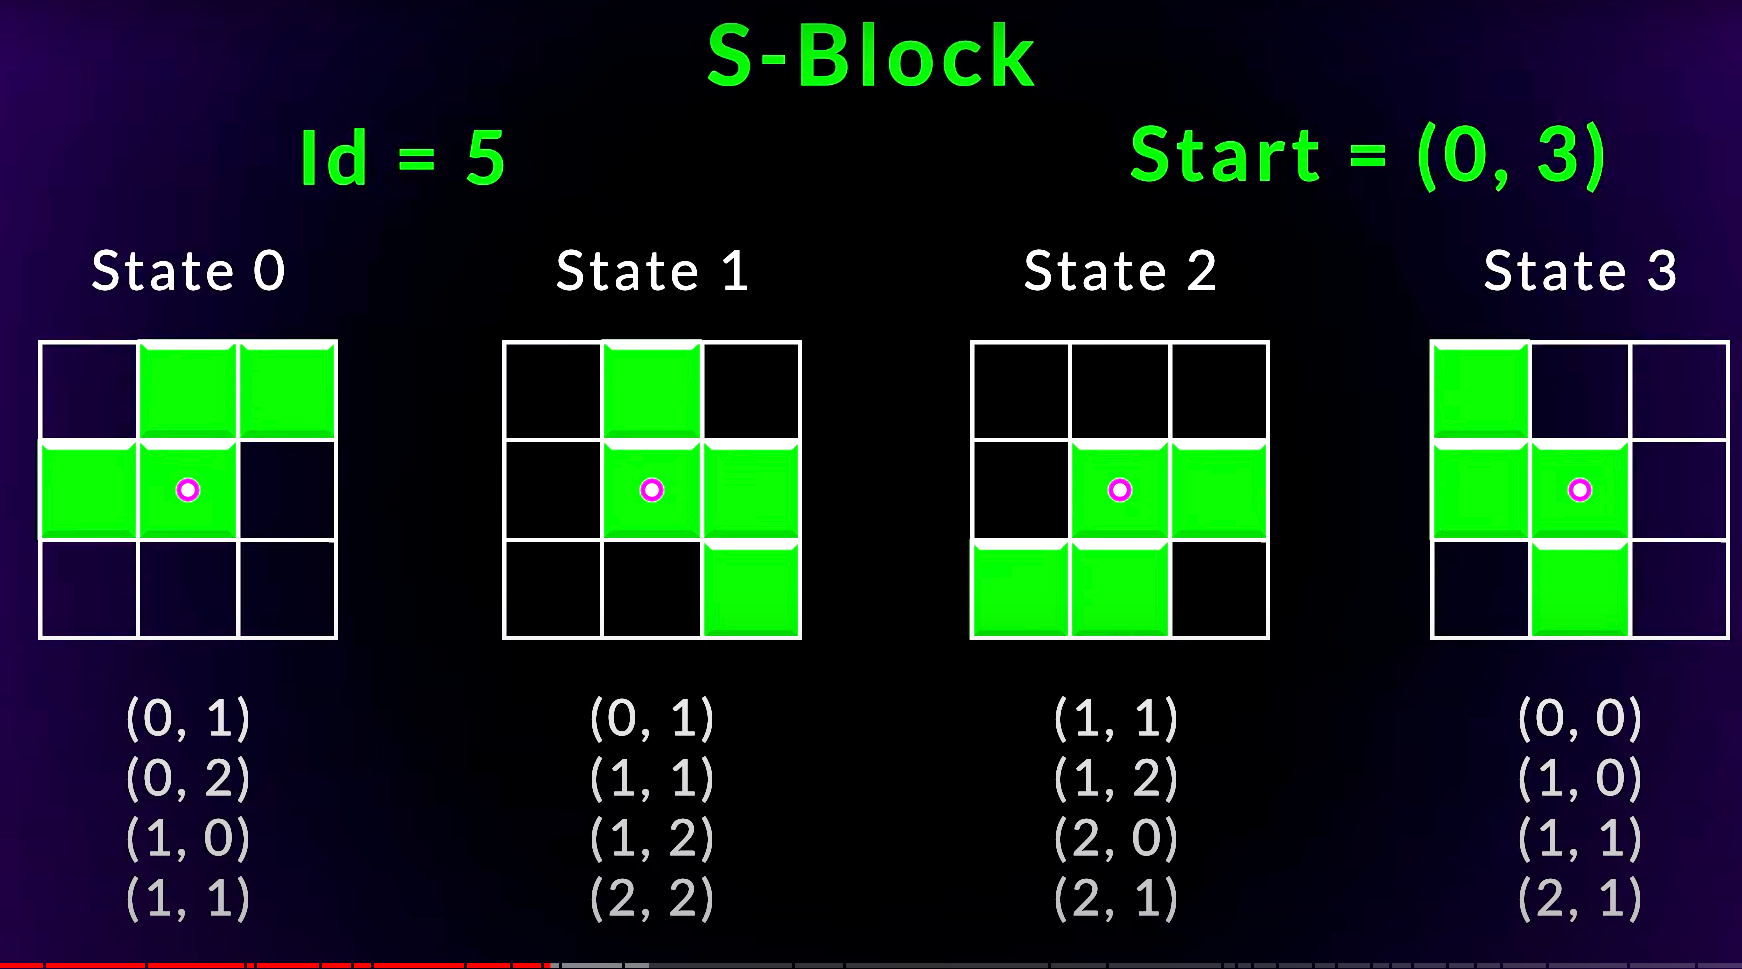 S-Block
Id = 5
Start = (0, 3)
State 0
State 1
State 2
State 3
(0, 1)
(0, 2)
(1, 0)
(1, 1)
(0, 1)
(1, 1)
(1, 2)
(2, 2)
(1, 1)
(1, 2)
(2, 0)
(2, 1)
(0, 0)
(1, 0)
(1, 1)
(2, 1)